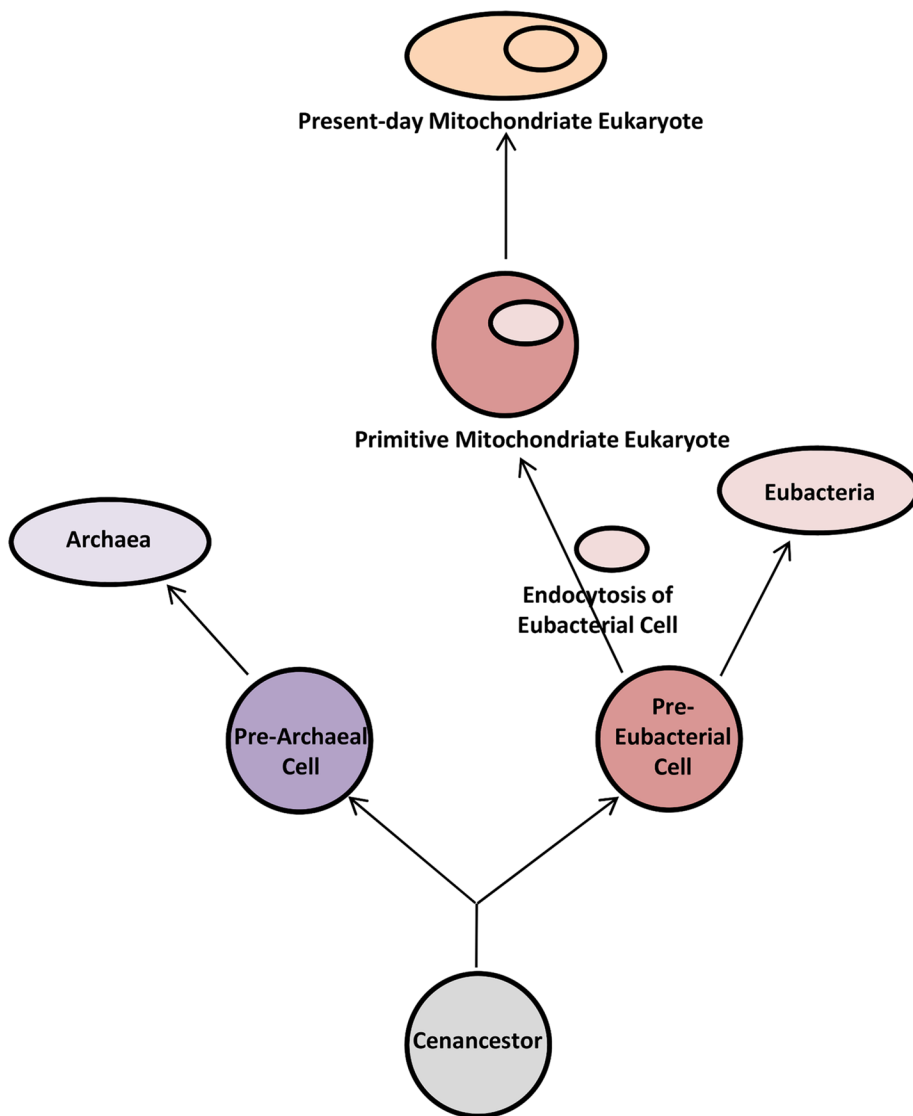 Present-day Mitochondriate Eukaryote
Primitive Mitochondriate Eukaryote
Eubacteria
Archaea
Endocytosis of
Eubacterial Cell
Pre-Archaeal
Cell
Pre-
Eubacterial
Cell
Cenancestor